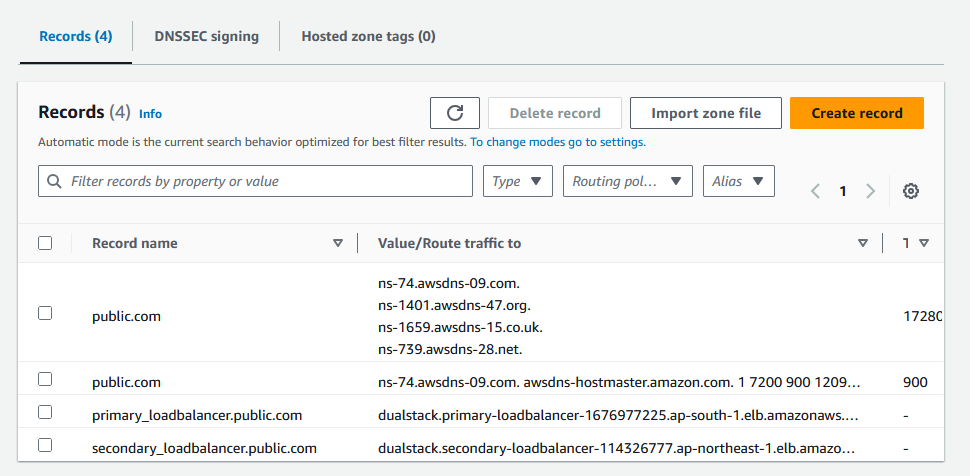 Records (4) DNSSEC signing Hosted zone tags (0)
Records (4) Info Delete record Import zone file Create record
Automatic mode is the current search behavior optimized for best filter results. To change modes go to settings.
Filter records by property or value Type Routing pol... Alias 1
Record name Value/Route traffic to T
ns-74.awsdns-09.com.
ns-1401.awsdns-47.org.
public.com 17280
ns-1659.awsdns-15.co.uk.
ns-739.awsdns-28.net.
public.com ns-74.awsdns-09.com. awsdns-hostmaster.amazon.com. 1 7200 900 1209... 900
primary_loadbalancer.public.com dualstack.primary-loadbalancer-1676977225.ap-south-1.elb.amazonaws.... -
secondary_loadbalancer.public.com dualstack.secondary-loadbalancer-114326777.ap-northeast-1.elb.amazo... -